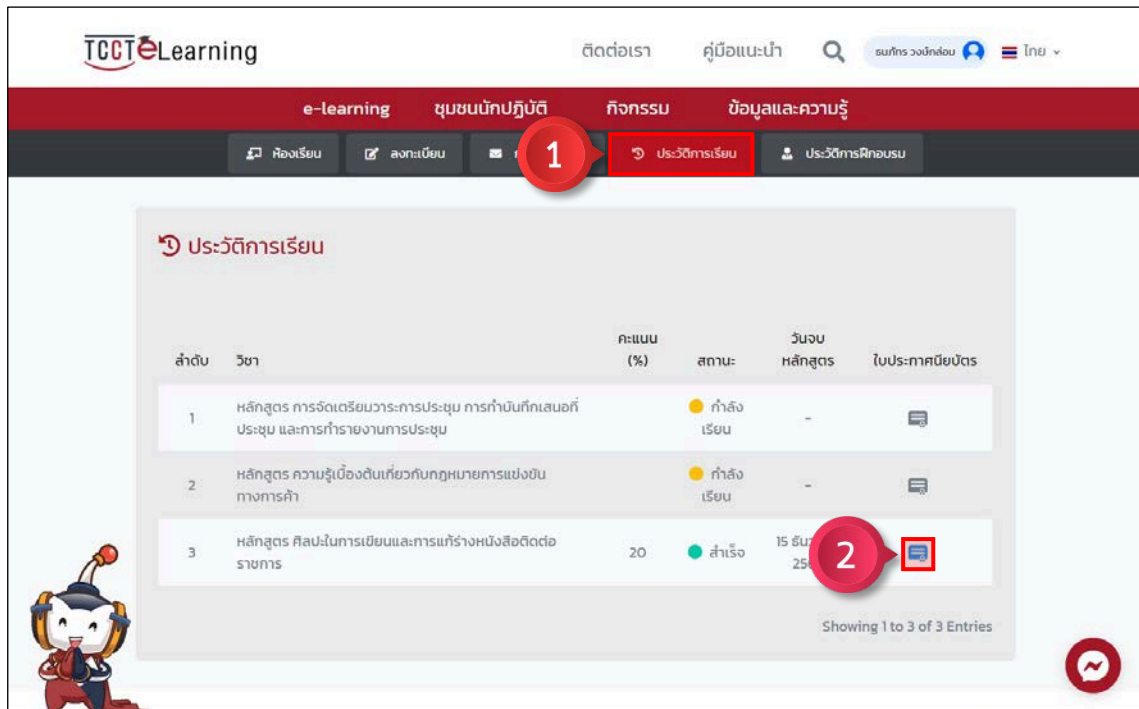 TCCTeLearning
ติดต่อเรา คู่มือแนะนำ ธนภัทร วงษ์กล่อม ไทย
e-learning ชุมชนนักปฏิบัติ กิจกรรม ข้อมูลและความรู้
ห้องเรียน ลงทะเบียน 1 ประวัติการเรียน ประวัติการฝึกอบรม
ประวัติการเรียน
คะแนน วันจบ
ลำดับ วิชา (%) สถานะ หลักสูตร ใบประกาศนียบัตร
หลักสูตร การจัดเตรียมวาระการประชุม การทำบันทึกเสนอที่ กำลัง
1 -
ประชุม และการทำรายงานการประชุม เรียน
หลักสูตร ความรู้เบื้องต้นเกี่ยวกับกฎหมายการแข่งขัน กำลัง
2 -
ทางการค้า เรียน
หลักสูตร ศิลปะในการเขียนและการแก้ร่างหนังสือติดต่อ 15
3 20 สำเร็จ 2
ราชการ
Showing 1 to 3 of 3 Entries